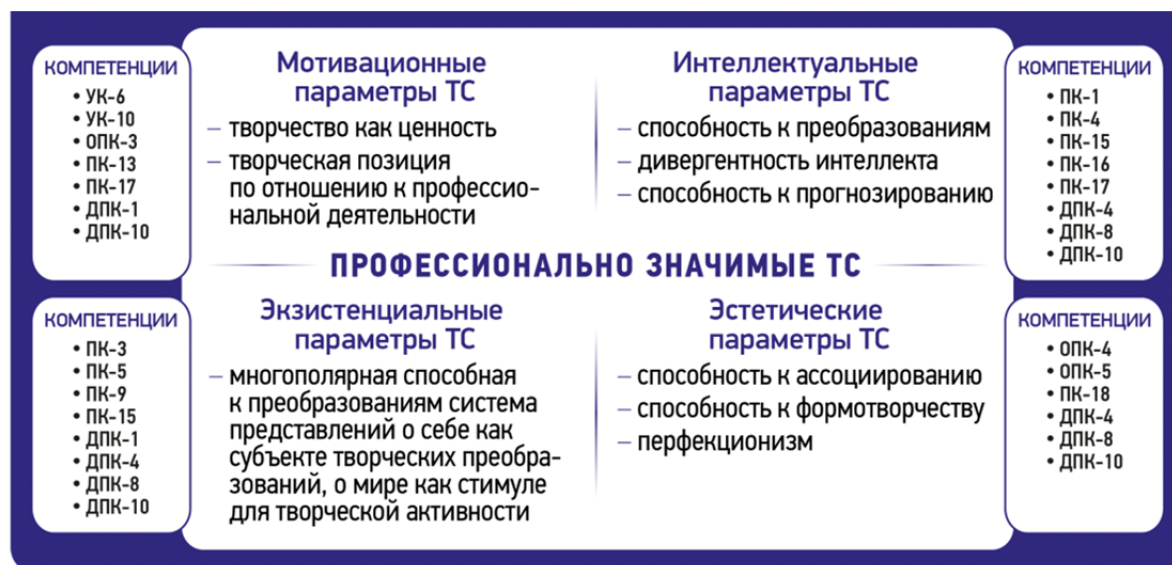 КОМПЕТЕНЦИИ
• УК-6
• УК-10
• ОПК-3
• ПК-13
• ПК-17
• ДПК-1
• ДПК-10
Мотивационные
параметры ТС
– творчество как ценность
– творческая позиция
по отношению к профессио-
нальной деятельности
Интеллектуальные
параметры ТС
– способность к преобразованиям
– дивергентность интеллекта
– способность к прогнозированию
КОМПЕТЕНЦИИ
• ПК-1
• ПК-4
• ПК-15
• ПК-16
• ПК-17
• ДПК-4
• ДПК-8
• ДПК-10
ПРОФЕССИОНАЛЬНО ЗНАЧИМЫЕ ТС
КОМПЕТЕНЦИИ
• ПК-3
• ПК-5
• ПК-9
• ПК-15
• ДПК-1
• ДПК-4
• ДПК-8
• ДПК-10
Экзистенциальные
параметры ТС
– многополярная способная
к преобразованиям система
представлений о себе как
субъекте творческих преобра-
зований, о мире как стимуле
для творческой активности
Эстетические
параметры ТС
– способность к ассоциированию
– способность к формотворчеству
– перфекционизм
КОМПЕТЕНЦИИ
• ОПК-4
• ОПК-5
• ПК-18
• ДПК-4
• ДПК-8
• ДПК-10